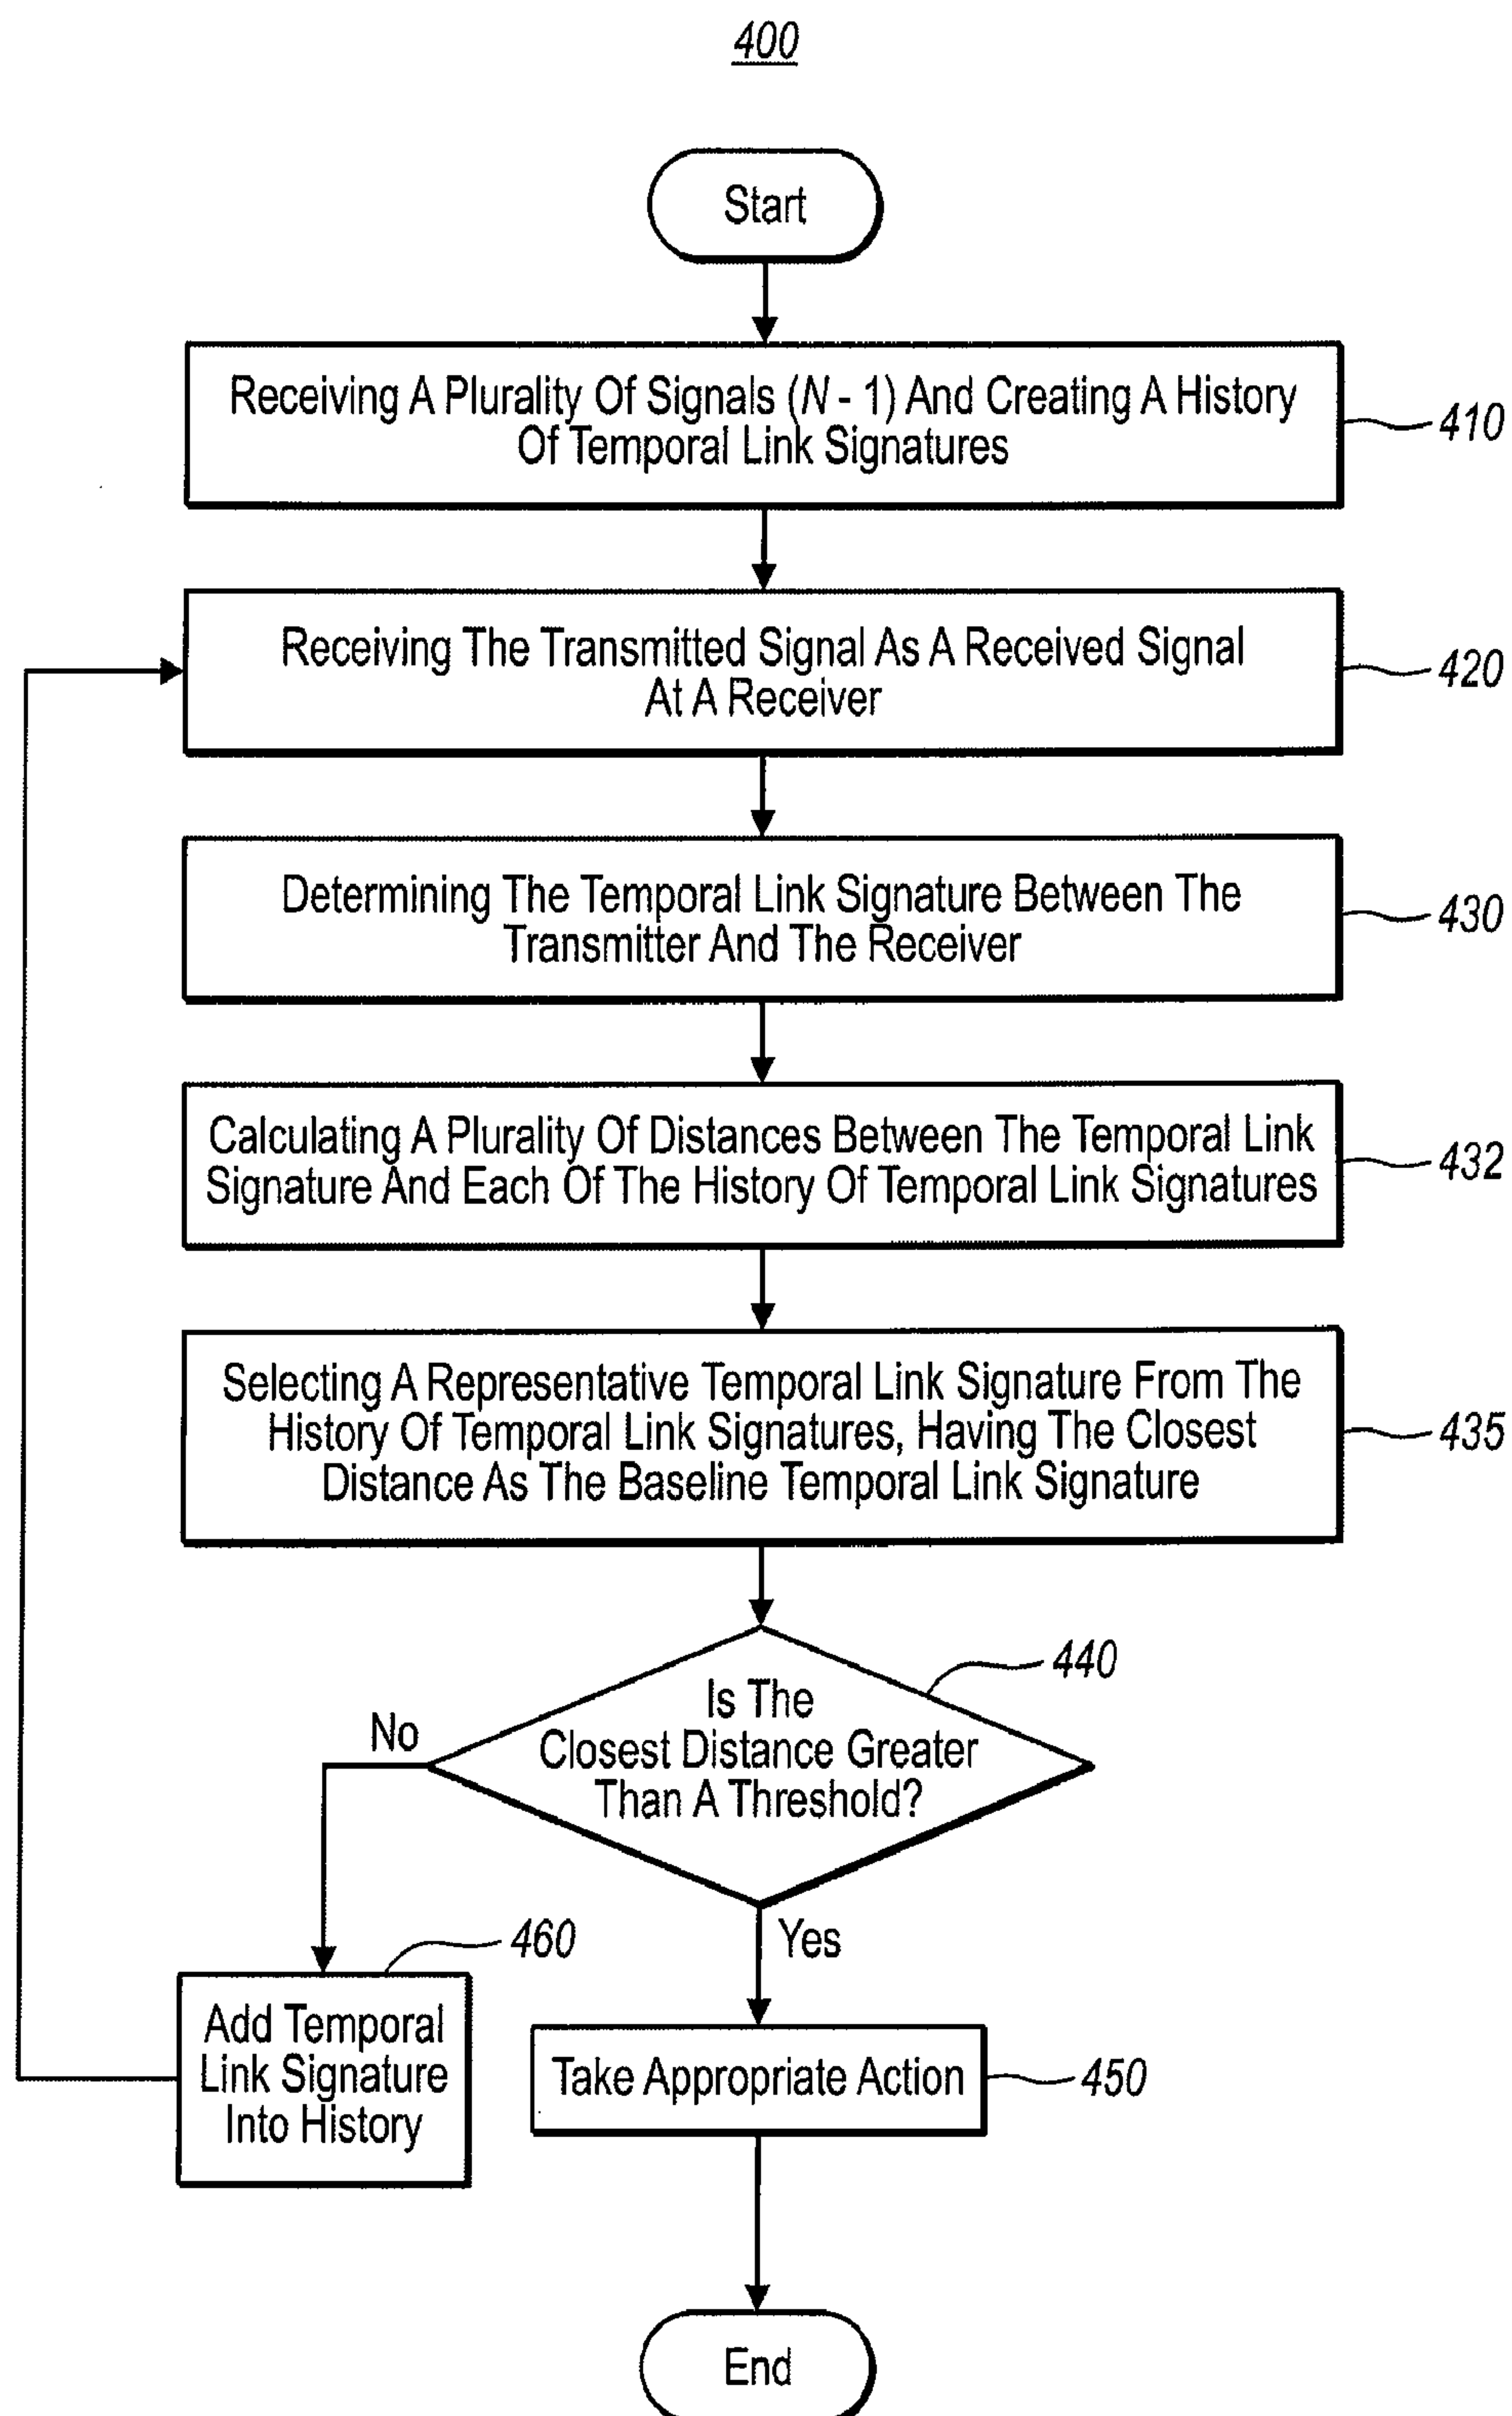 400
Start
Receiving A Plurality Of Signals (N - 1) And Creating A History
Of Temporal Link Signatures
410
Receiving The Transmitted Signal As A Received Signal
At A Receiver
420
Determining The Temporal Link Signature Between The
Transmitter And The Receiver
430
Calculating A Plurality Of Distances Between The Temporal Link
Signature And Each Of The History Of Temporal Link Signatures
432
Selecting A Representative Temporal Link Signature From The
History Of Temporal Link Signatures, Having The Closest
Distance As The Baseline Temporal Link Signature
435
Is The
Closest Distance Greater
Than A Threshold?
440
No
Yes
460
Add Temporal
Link Signature
Into History
Take Appropriate Action
450
End